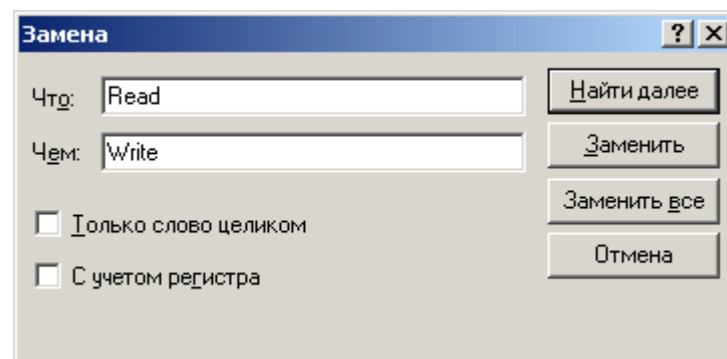 Замена
Что: Read
Найти далее
Чем: Write
Заменить
Заменить все
Только слово целиком
Отмена
С учетом регистра